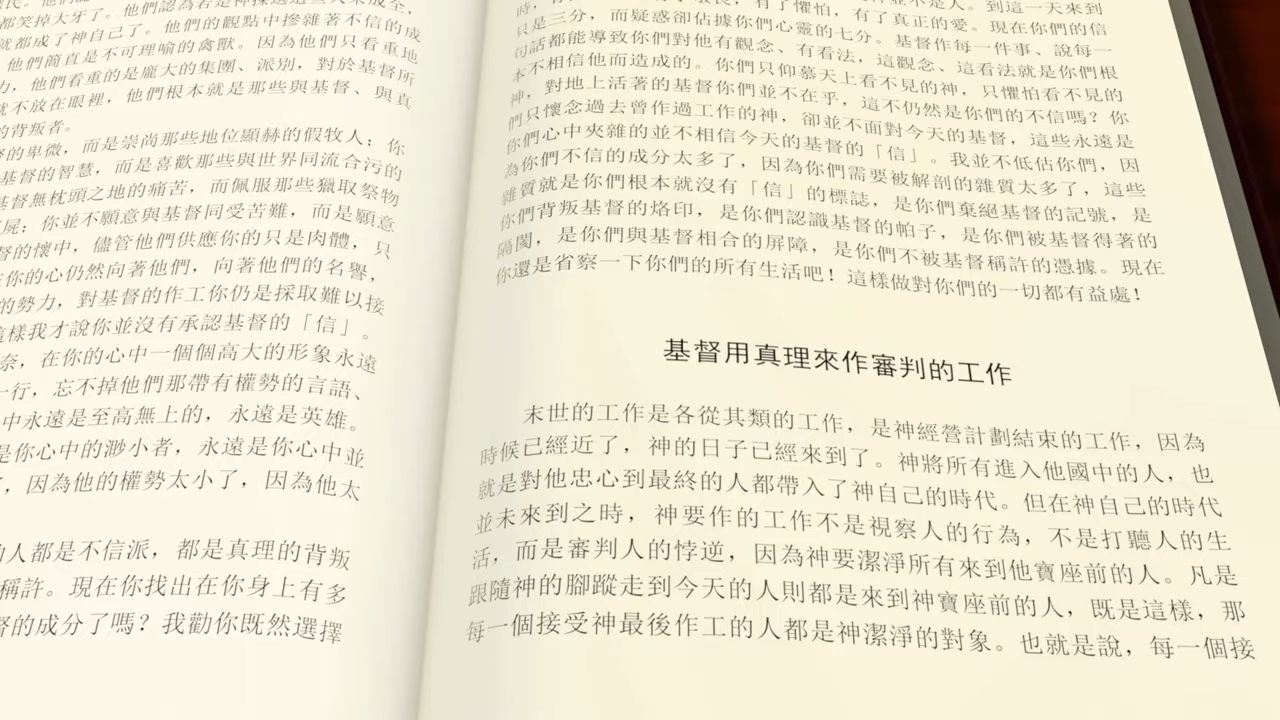 都笑掉大牙了。他們認為若是神揀選這些人來成全,
就都成了神自己了。他們的觀點中摻雜著不信的成
他們簡直是不可理喻的禽獸。因為他們只看重地
力,他們看重的是龐大的集團、派別,對於基督所
就不放在眼裡,他們根本就是那些與基督、與真
的背叛者。
督的卑微,而是崇尚那些地位顯赫的假牧人;你
基督的智慧,而是喜歡那些與世界同流合污的
基督無枕頭之地的痛苦,而佩服那些獵取祭物
屍;你並不願意與基督同受苦難,而是願意
督的懷中,儘管他們供應你的只是肉體,只
在你的心仍然向著他們,向著他們的名譽,
的勢力,對基督的作工你仍是採取難以接
這樣我才說你並沒有承認基督的「信」。
奈,在你的心中一個個高大的形象永遠
一行,忘不掉他們那帶有權勢的言語、
中永遠是至高無上的,永遠是英雄。
是你心中的渺小者,永遠是你心中並
,因為他的權勢太小了,因為他太
的人都是不信派,都是真理的背叛
稱許。現在你找出在你身上有多
督的成分了嗎?我勸你既然選擇
時,有了懼怕,有了真正的愛。現在你們的信
只是三分,而疑惑卻佔據你們心靈的七分。基督作每一件事、說每一
句話都能導致你們對他有觀念、有看法,這觀念、這看法就是你們根
本不相信他而造成的。你們只仰慕天上看不見的神,只懼怕看不見的
神,對地上活著的基督你們並不在乎,這不仍然是你們的不信嗎?你
們只懷念過去曾作過工作的神,卻並不面對今天的基督,這些永遠是
你們心中夾雜的並不相信今天的基督的「信」。我並不低估你們,因
為你們不信的成分太多了,因為你們需要被解剖的雜質太多了,這些
雜質就是你們根本就沒有「信」的標誌,是你們棄絕基督的記號,是
你們背叛基督的烙印,是你們認識基督的帕子,是你們被基督得著的
隔閡,是你們與基督相合的屏障,是你們不被基督稱許的憑據。現在
你還是省察一下你們的所有生活吧!這樣做對你們的一切都有益處!
基督用真理來作審判的工作
末世的工作是各從其類的工作,是神經營計劃結束的工作,因為
時候已經近了,神的日子已經來到了。神將所有進入他國中的人,也
就是對他忠心到最終的人都帶入了神自己的時代。但在神自己的時代
並未來到之時,神要作的工作不是視察人的行為,不是打聽人的生
活,而是審判人的悖逆,因為神要潔淨所有來到他寶座前的人。凡是
跟隨神的腳蹤走到今天的人則都是來到神寶座前的人,既是這樣,那
每一個接受神最後作工的人都是神潔淨的對象。也就是說,每一個接